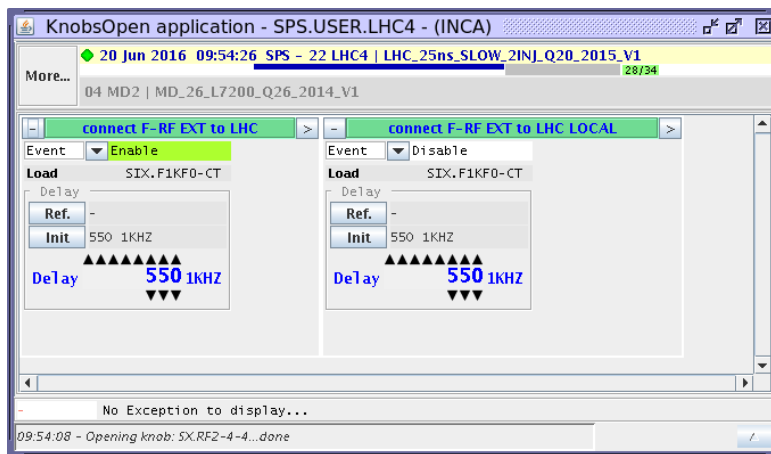 KnobsOpen application - SPS.USER.LHC4 - (INCA)
More...
20 Jun 2016 09:54:26 SPS - 22 LHC4 | LHC_25ns_SLOW_2INJ_Q20_2015_V1
28/34
04 MD2 | MD_26_L7200_Q26_2014_V1
- connect F-RF EXT to LHC >
Event Enable
Load SIX.F1KFO-CT
Delay
Ref. -
Init 550 1KHZ
Delay 550 1KHZ
- connect F-RF EXT to LHC LOCAL >
Event Disable
Load SIX.F1KFO-CT
Delay
Ref. -
Init 550 1KHZ
Delay 550 1KHZ
- No Exception to display...
09:54:08 - Opening knob: SX.RF2-4-4...done
/.